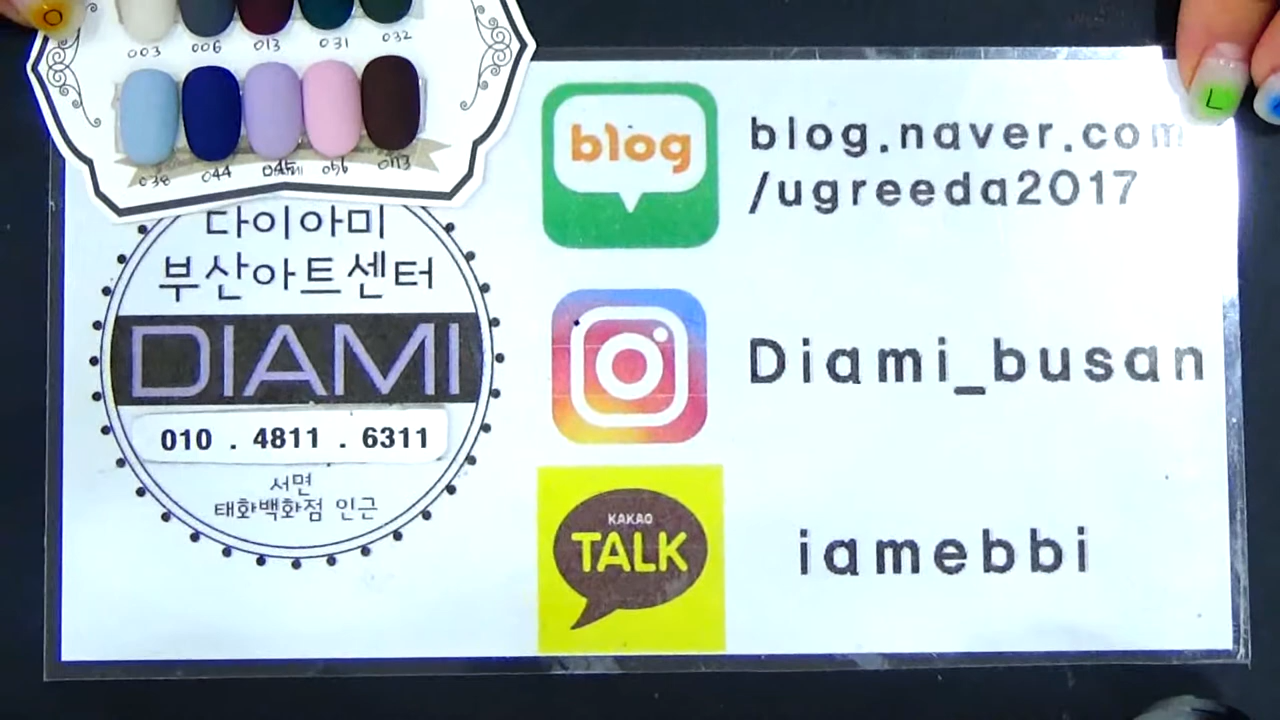 003 006 013 031 032
038 044 045 056 0113
다이아미
부산아트센터
DIAMI
010 . 4811 . 6311
서면
태화백화점 인근
blog
blog.naver.com
/ugreeda2017
Diami_busan
KAKAO
TALK
iamebbi
L